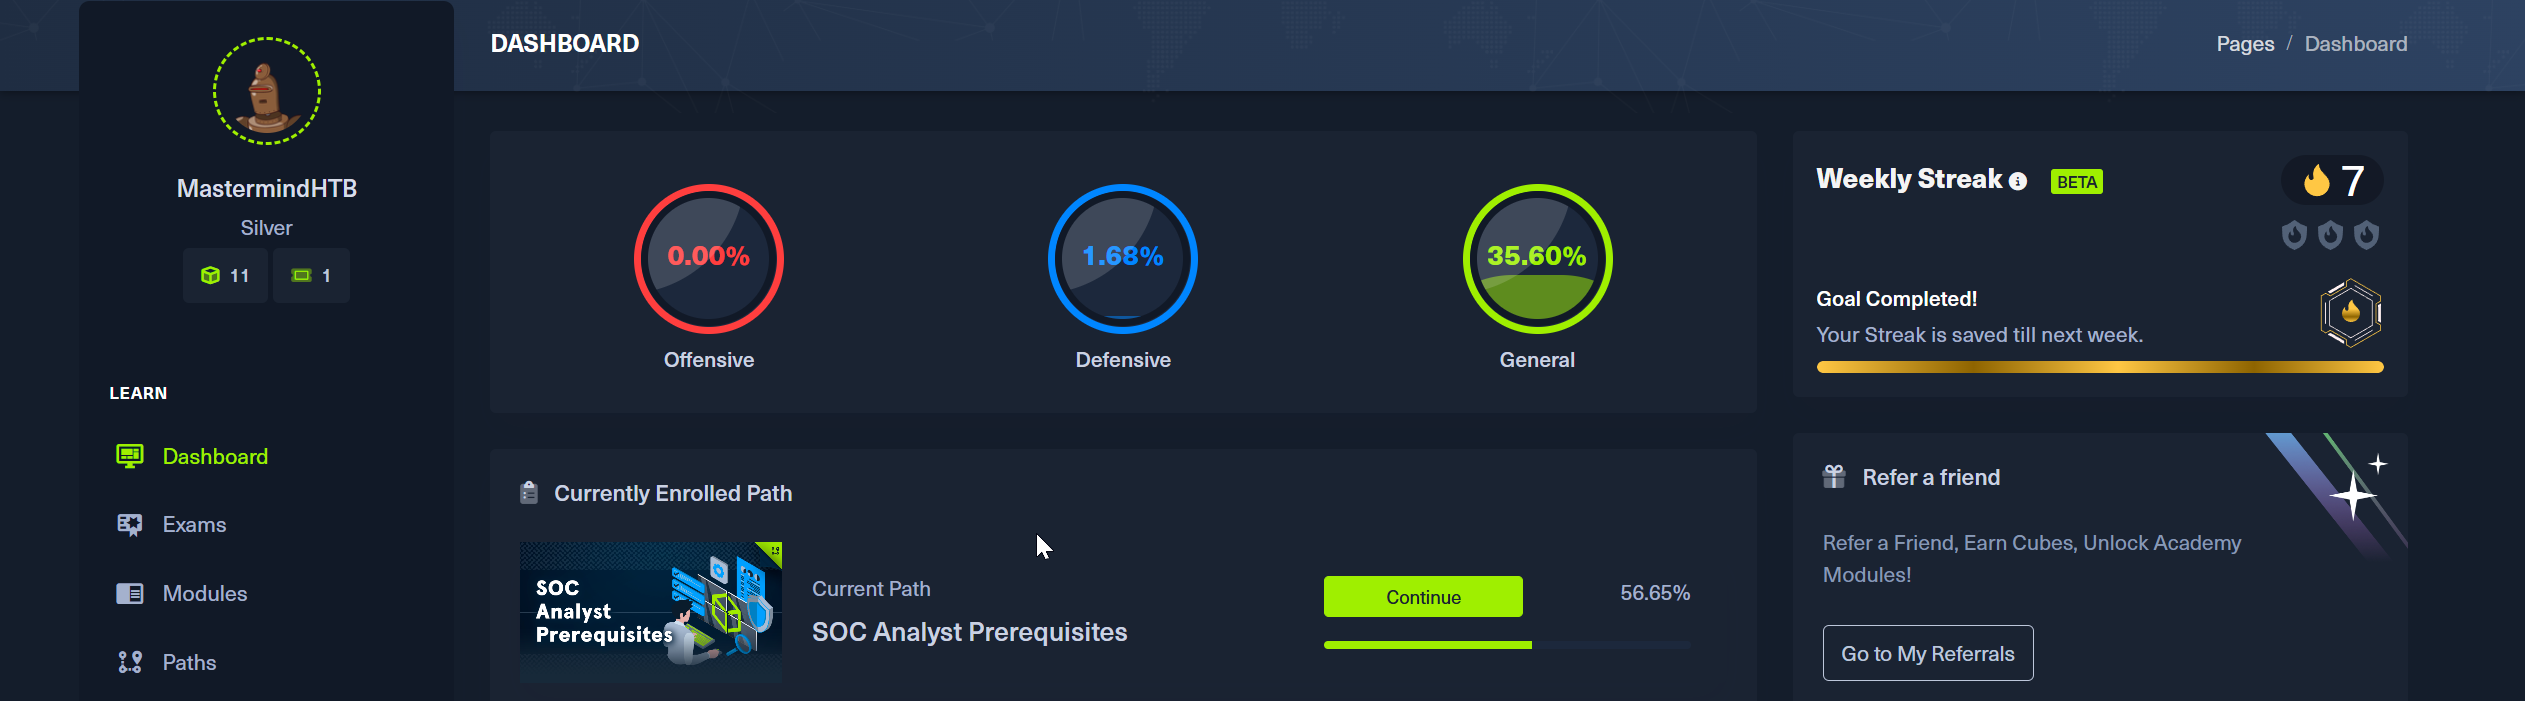 MastermindHTB
Silver
11
1
LEARN
Dashboard
Exams
Modules
Paths
DASHBOARD
Pages / Dashboard
0.00%
Offensive
1.68%
Defensive
35.60%
General
Currently Enrolled Path
SOC
Analyst
Prerequisites
Current Path
SOC Analyst Prerequisites
Continue
56.65%
Weekly Streak
BETA
7
Goal Completed!
Your Streak is saved till next week.
Refer a friend
Refer a Friend, Earn Cubes, Unlock Academy
Modules!
Go to My Referrals